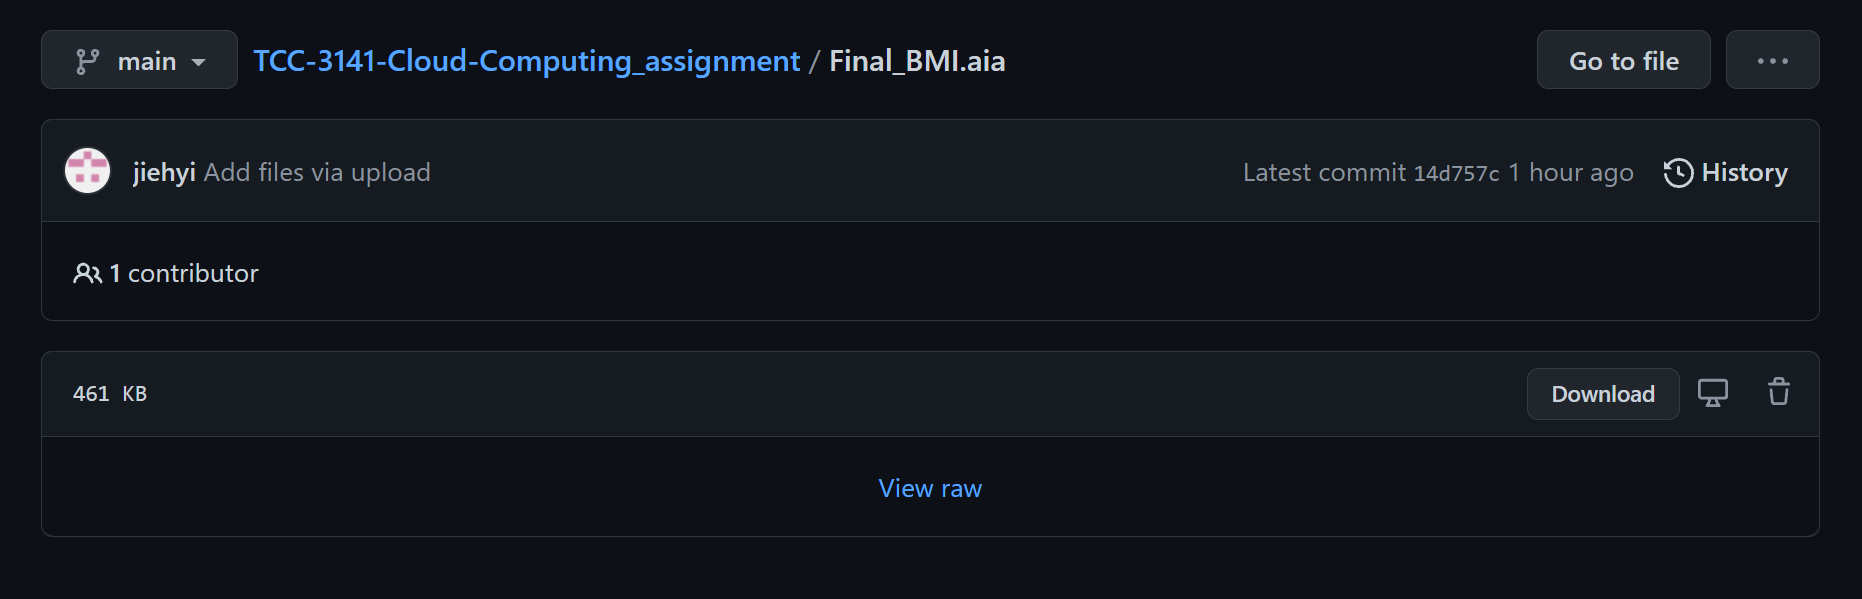 main TCC-3141-Cloud-Computing_assignment / Final_BMI.aia Go to file
jiehyi Add files via upload Latest commit 14d757c 1 hour ago History
1 contributor
461 KB Download
View raw